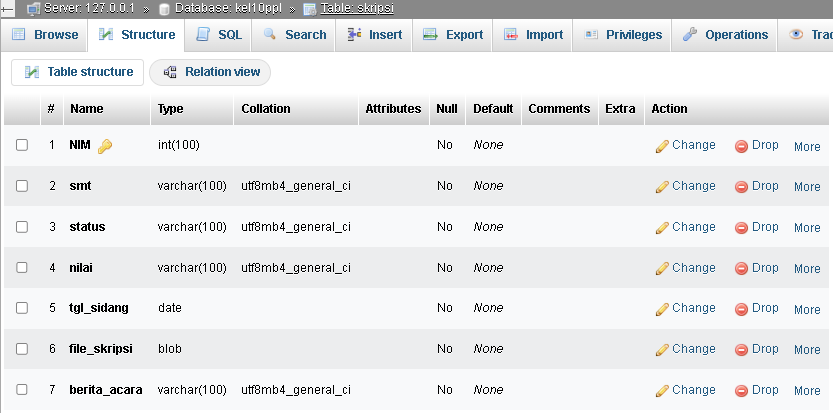 Server: 127.0.0.1 » Database: kel10ppl » Table: skripsi
Browse Structure SQL Search Insert Export Import Privileges Operations Trac
Table structure Relation view
# Name Type Collation Attributes Null Default Comments Extra Action
1 NIM int(100) No None Change Drop More
2 smt varchar(100) utf8mb4_general_ci No None Change Drop More
3 status varchar(100) utf8mb4_general_ci No None Change Drop More
4 nilai varchar(100) utf8mb4_general_ci No None Change Drop More
5 tgl_sidang date No None Change Drop More
6 file_skripsi blob No None Change Drop More
7 berita_acara varchar(100) utf8mb4_general_ci No None Change Drop More